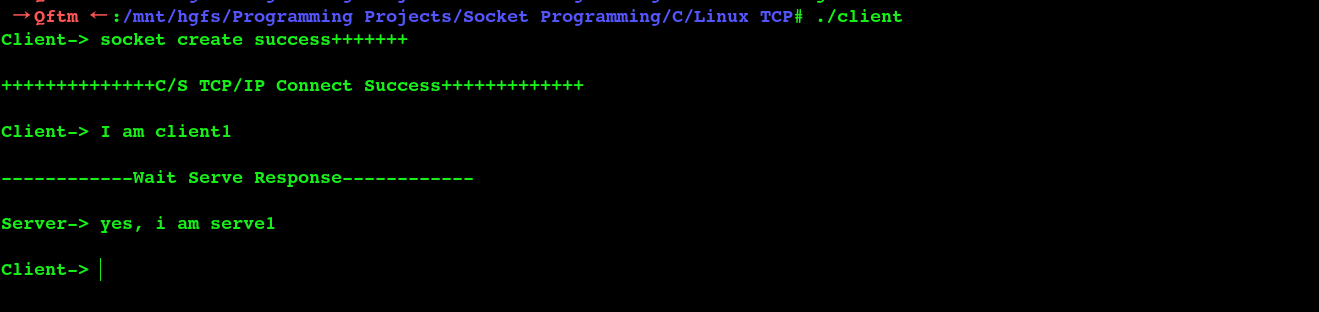 →Qftm ←:/mnt/hgfs/Programming Projects/Socket Programming/C/Linux TCP# ./client
Client-> socket create success+++++++
++++++++++++++C/S TCP/IP Connect Success+++++++++++++
Client-> I am client1
------------Wait Serve Response------------
Server-> yes, i am serve1
Client->